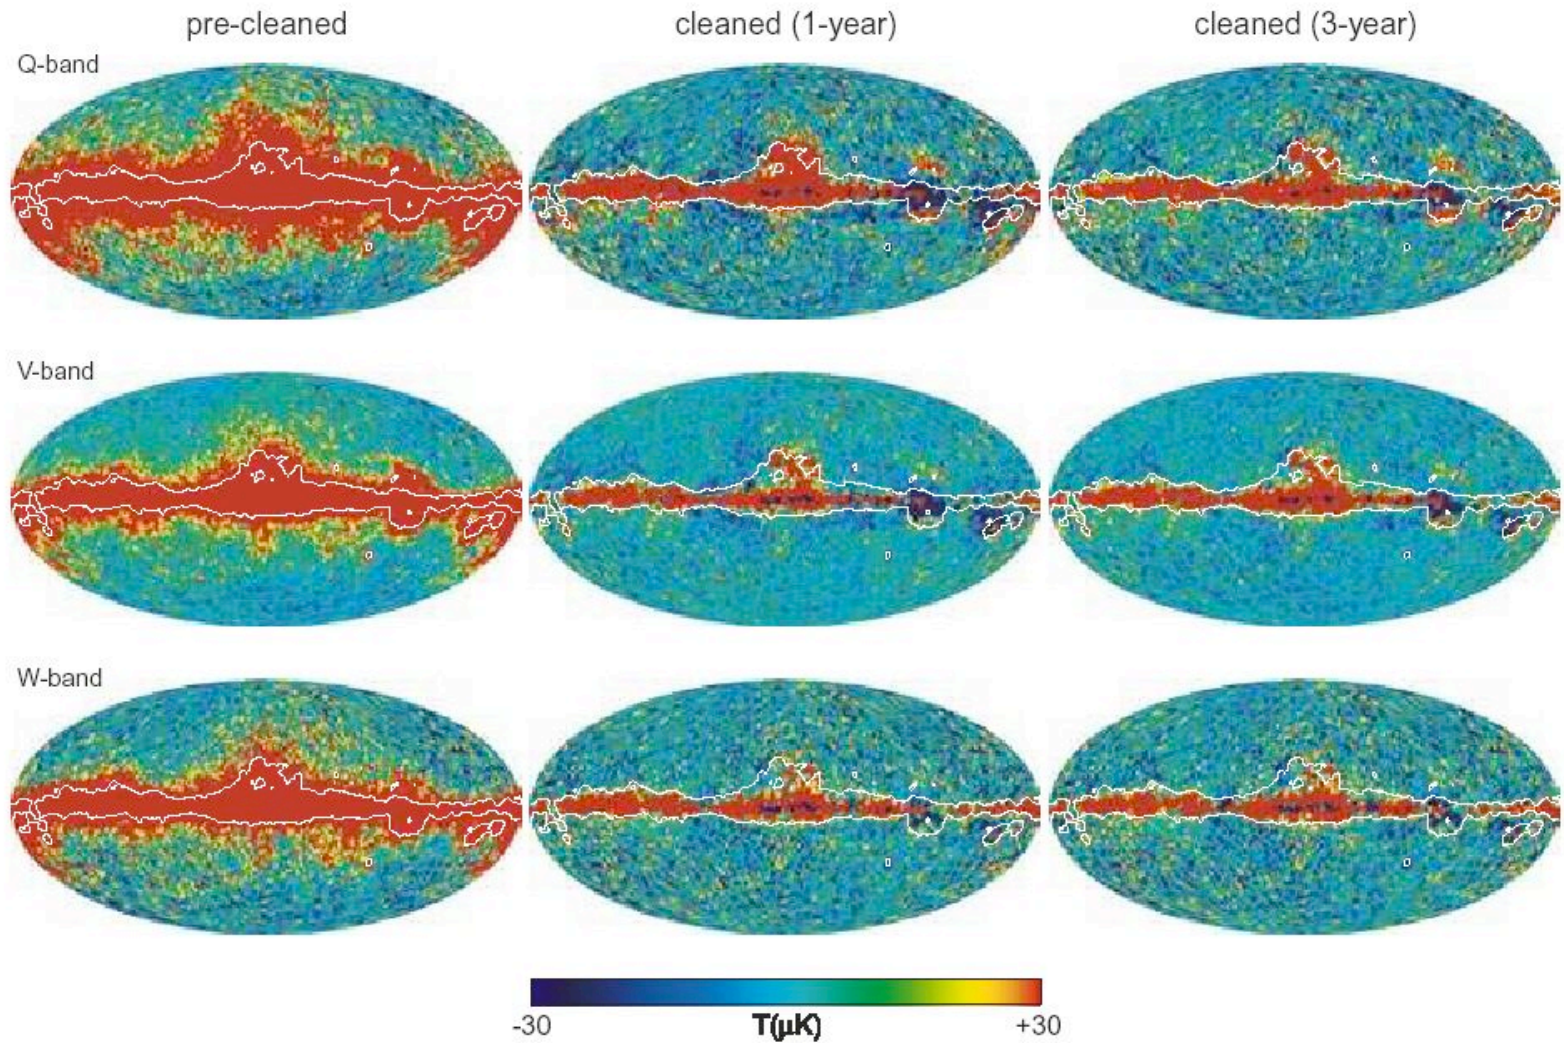 pre-cleaned cleaned (1-year) cleaned (3-year)
Q-band
V-band
W-band
-30 T(μK) +30